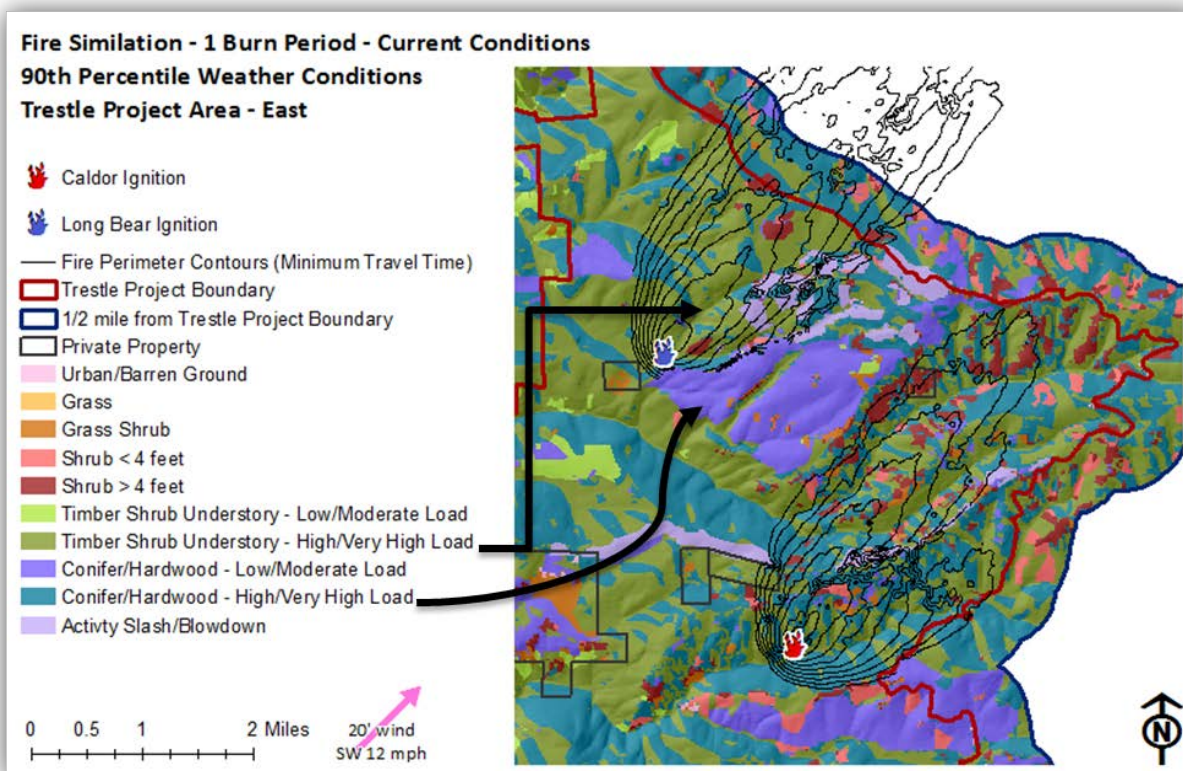 Fire Similation - 1 Burn Period - Current Conditions
90th Percentile Weather Conditions
Trestle Project Area - East
Caldor Ignition
Long Bear Ignition
Fire Perimeter Contours (Minimum Travel Time)
Trestle Project Boundary
1/2 mile from Trestle Project Boundary
Private Property
Urban/Barren Ground
Grass
Grass Shrub
Shrub < 4 feet
Shrub > 4 feet
Timber Shrub Understory - Low/Moderate Load
Timber Shrub Understory - High/Very High Load
Conifer/Hardwood - Low/Moderate Load
Conifer/Hardwood - High/Very High Load
Activty Slash/Blowdown
0 0.5 1 2 Miles
20' wind
SW 12 mph
N